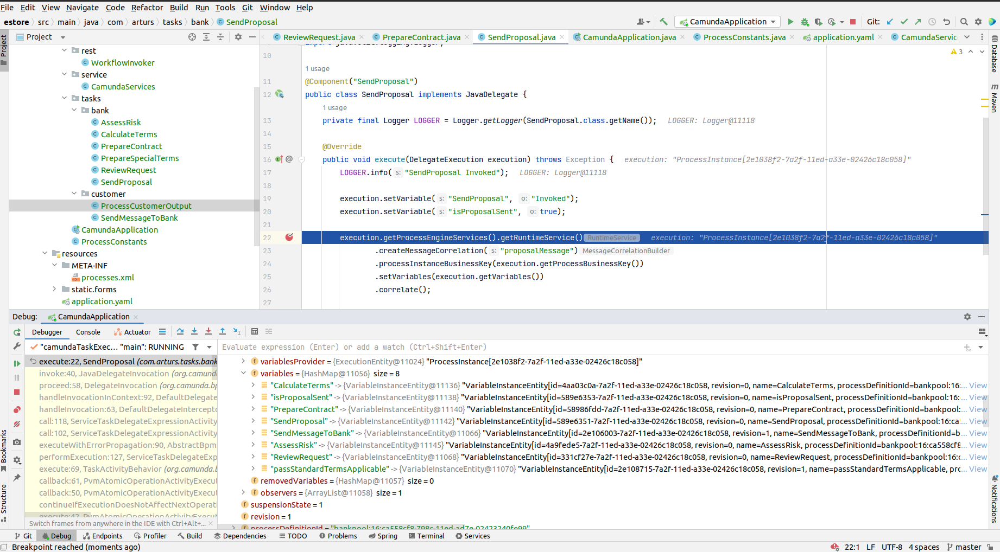 File Edit View Navigate Code Refactor Build Run Tools Git Window Help
estore src main java com arturs tasks bank SendProposal
CamundaApplication Git:
Project
ReviewRequest.java PrepareContract.java SendProposal.java CamundaApplication.java ProcessConstants.java application.yaml
Project
rest
WorkflowInvoker
service
CamundaServices
tasks
bank
AssessRisk
CalculateTerms
PrepareContract
PrepareSpecialTerms
ReviewRequest
SendProposal
customer
ProcessCustomerOutput
SendMessageToBank
CamundaApplication
ProcessConstants
resources
META-INF
processes.xml
static.forms
application.yaml
3
10
1 usage
11 @Component("SendProposal")
12 public class SendProposal implements JavaDelegate {
1 usage
13 private final Logger LOGGER = Logger.getLogger(SendProposal.class.getName()); LOGGER: Logger@11118
14
15 @Override
16 @ public void execute(DelegateExecution execution) throws Exception { execution: "ProcessInstance[2e1038f2-7a2f-11ed-a33e-02426c18c058]"
17 LOGGER.info( s: "SendProposal Invoked"); LOGGER: Logger@11118
18
19 execution.setVariable( s: "SendProposal", o: "Invoked");
20 execution.setVariable( s: "isProposalSent", o: true);
21
22 execution.getProcessEngineServices().getRuntimeService() RuntimeService execution: "ProcessInstance[2e1038f2-7a2f-11ed-a33e-02426c18c058]"
23 .createMessageCorrelation( s: "proposalMessage") MessageCorrelationBuilder
24 .processInstanceBusinessKey(execution.getProcessBusinessKey())
25 .setVariables(execution.getVariables())
26 .correlate();
27
Database
Maven
Notifications
Debug: CamundaApplication
Debugger Console Actuator
"camundaTaskExec... "main": RUNNING
Evaluate expression (Enter) or add a watch (Ctrl+Shift+Enter)
execute:22, SendProposal (com.arturs.tasks.bank
invoke:40, JavaDelegateInvocation (org.camunda
proceed:58, DelegateInvocation (org.camunda.bp
handleInvocationInContext:92, DefaultDelegate
handleInvocation:63, DefaultDelegateIntercepto
call:118, ServiceTaskDelegateExpressionActivity
call:102, ServiceTaskDelegateExpressionActivity
executeWithErrorPropagation:90, AbstractBpm
performExecution:127, ServiceTaskDelegateExp
execute:69, TaskActivityBehavior (org.camunda.b
callback:61, PvmAtomicOperationActivityExecut
callback:50, PvmAtomicOperationActivityExecut
continueIfExecutionDoesNotAffectNextOperati
execute:42, PvmAtomicOperationActivityExecut
Switch frames from anywhere in the IDE with Ctrl+Alt+...
variablesProvider = {ExecutionEntity@11024} "ProcessInstance[2e1038f2-7a2f-11ed-a33e-02426c18c058]"
variables = {HashMap@11056} size = 8
"CalculateTerms" -> {VariableInstanceEntity@11136} "VariableInstanceEntity[id=4aa03c0a-7a2f-11ed-a33e-02426c18c058, revision=0, name=CalculateTerms, processDefinitionId=bankpool:16:... View
"isProposalSent" -> {VariableInstanceEntity@11138} "VariableInstanceEntity[id=589e6353-7a2f-11ed-a33e-02426c18c058, revision=0, name=isProposalSent, processDefinitionId=bankpool:16:... View
"PrepareContract" -> {VariableInstanceEntity@11140} "VariableInstanceEntity[id=58986fdd-7a2f-11ed-a33e-02426c18c058, revision=0, name=PrepareContract, processDefinitionId=bankpool:16... View
"SendProposal" -> {VariableInstanceEntity@11142} "VariableInstanceEntity[id=589e6351-7a2f-11ed-a33e-02426c18c058, revision=0, name=SendProposal, processDefinitionId=bankpool:16:ca... View
"SendMessageToBank" -> {VariableInstanceEntity@11066} "VariableInstanceEntity[id=2e106003-7a2f-11ed-a33e-02426c18c058, revision=1, name=SendMessageToBank, processDefinitionId=b... View
"AssessRisk" -> {VariableInstanceEntity@11145} "VariableInstanceEntity[id=4a9fede5-7a2f-11ed-a33e-02426c18c058, revision=0, name=AssessRisk, processDefinitionId=bankpool:16:ca558cf8... View
"ReviewRequest" -> {VariableInstanceEntity@11068} "VariableInstanceEntity[id=331cf27e-7a2f-11ed-a33e-02426c18c058, revision=0, name=ReviewRequest, processDefinitionId=bankpool:16:... View
"passStandardTermsApplicable" -> {VariableInstanceEntity@11070} "VariableInstanceEntity[id=2e108715-7a2f-11ed-a33e-02426c18c058, revision=1, name=passStandardTermsApplicable, pro... View
removedVariables = {HashMap@11057} size = 0
observers = {ArrayList@11058} size = 1
suspensionState = 1
revision = 1
processDefinitionId = "bankpool:16:ca558cf8-798c-11ed-ad7e-02423240fe99"
Bookmarks
Structure
Git Debug Endpoints Profiler Build Dependencies TODO Problems Spring Terminal Services
Breakpoint reached (moments ago) 22:1 LF UTF-8 4 spaces master